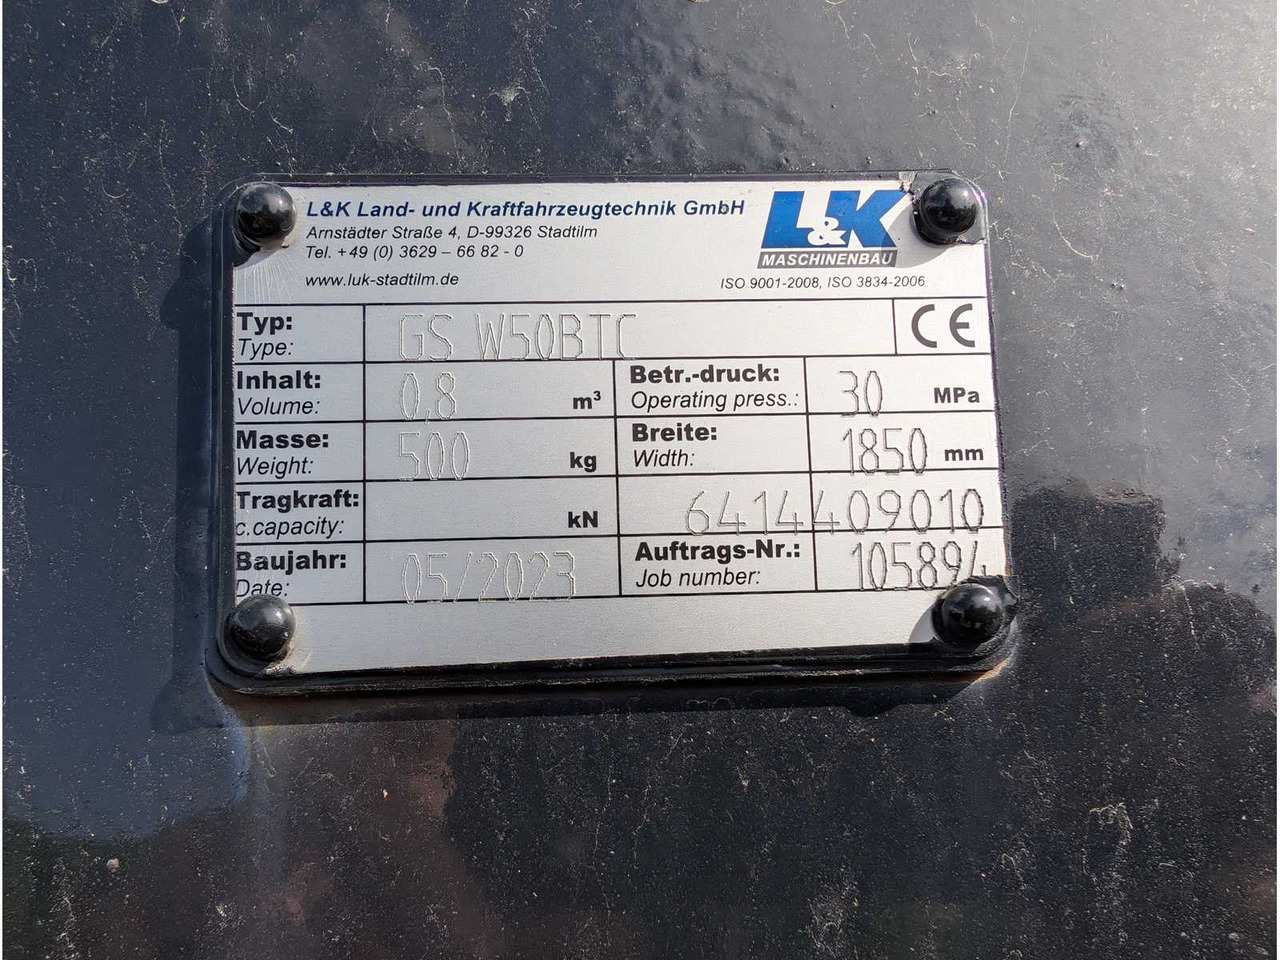 L&K Land- und Kraftfahrzeugtechnik GmbH
Arnstädter Straße 4, D-99326 Stadtilm
Tel. +49 (0) 3629 – 66 82 - 0
www.luk-stadtilm.de
L&K
MASCHINENBAU
ISO 9001-2008, ISO 3834-2006
Typ: GS W50BTC CE
Type:
Inhalt: 0,8 m³ Betr.-druck: 30 MPa
Volume: Operating press.:
Masse: 500 kg Breite: 1850 mm
Weight: Width:
Tragkraft: kN 6414409010
c.capacity:
Baujahr: 05/2023 Auftrags-Nr.: 105894
Date: Job number: